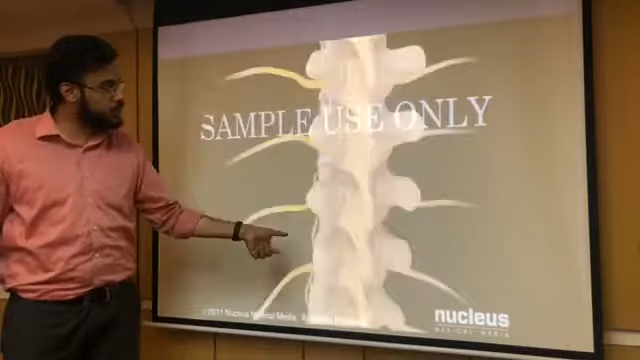 SAMPLE USE ONLY
©2011 Nucleus Medical Media.
nucleus
MEDICAL MEDIA